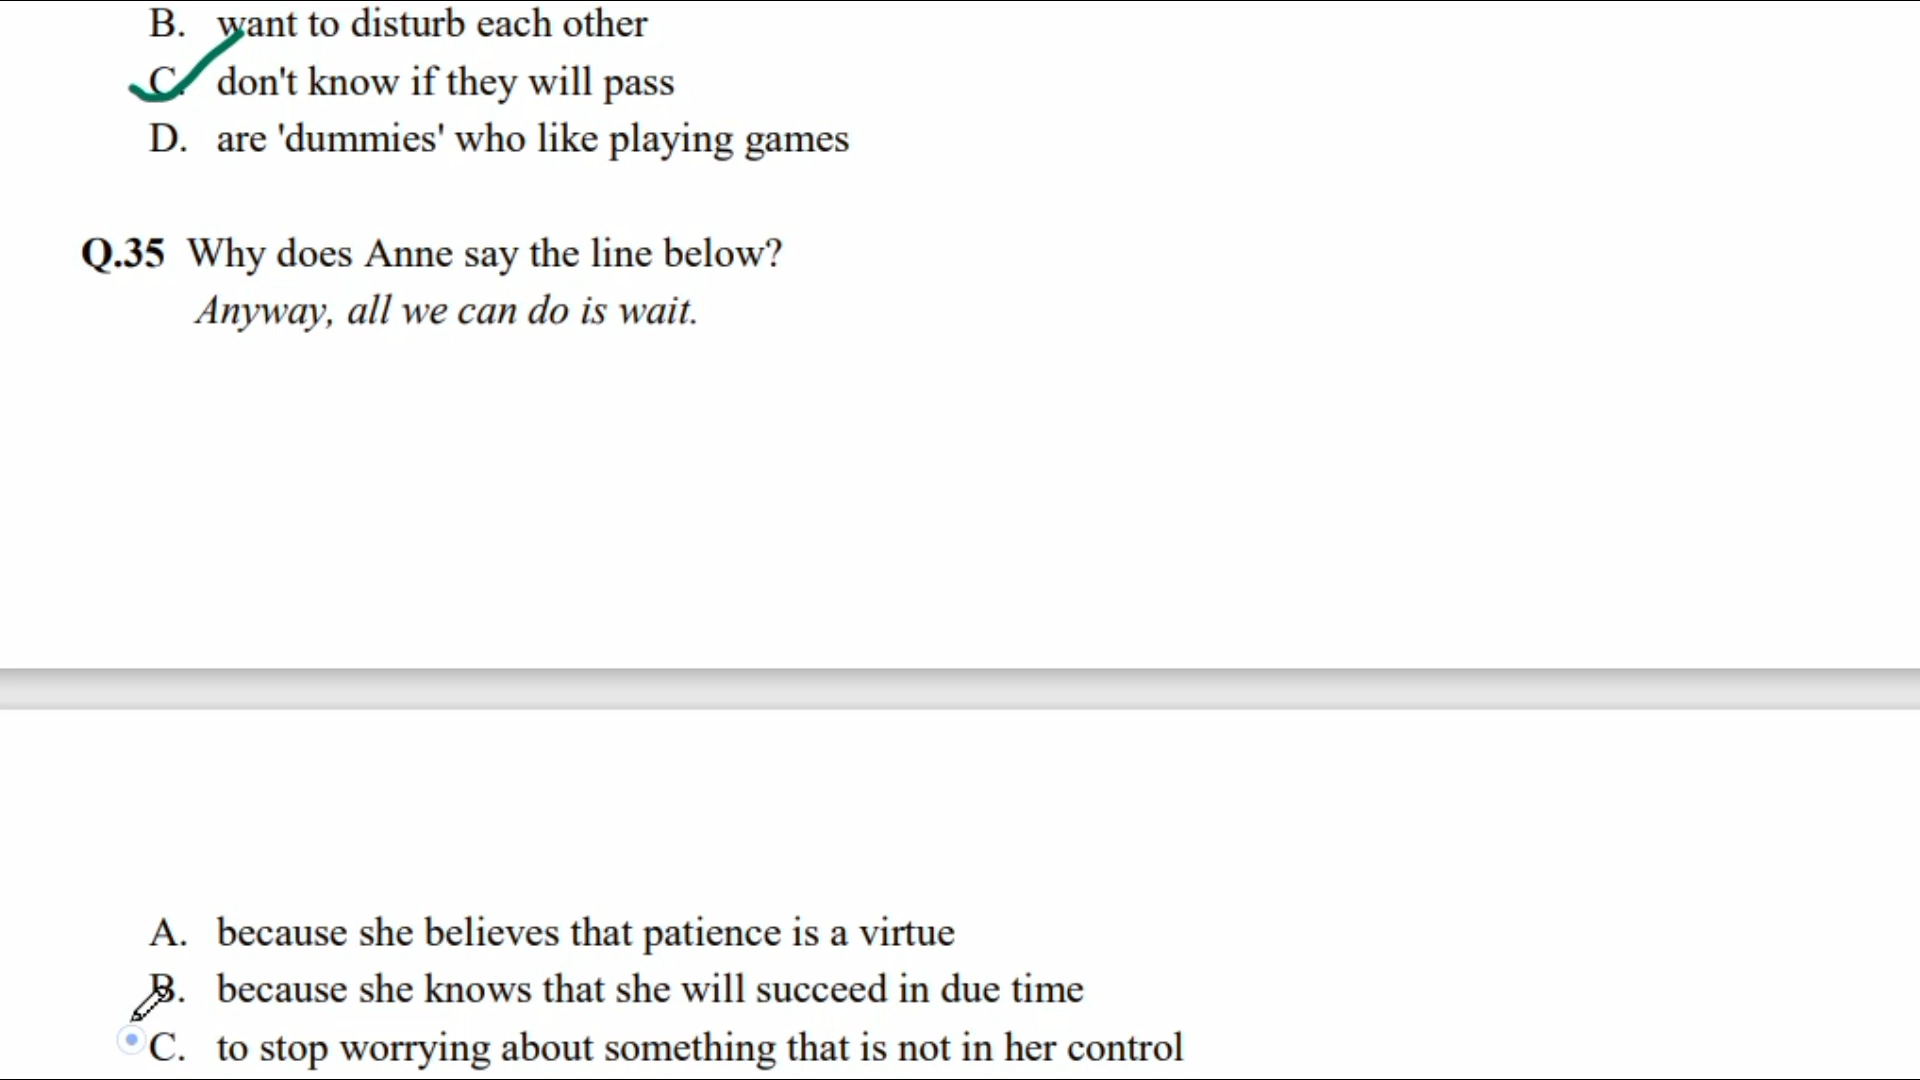 B. want to disturb each other
C. don't know if they will pass
D. are 'dummies' who like playing games
Q.35 Why does Anne say the line below?
Anyway, all we can do is wait.
A. because she believes that patience is a virtue
B. because she knows that she will succeed in due time
C. to stop worrying about something that is not in her control